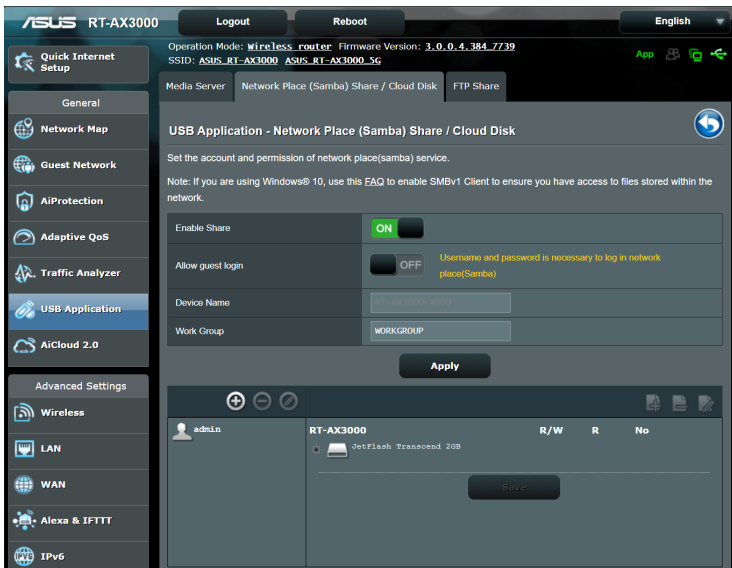 ASUS RT-AX3000
Logout
Reboot
English
Quick Internet
Setup
General
Network Map
Guest Network
AiProtection
Adaptive QoS
Traffic Analyzer
USB Application
AiCloud 2.0
Advanced Settings
Wireless
LAN
WAN
Alexa & IFTTT
IPv6
Operation Mode: Wireless router Firmware Version: 3.0.0.4.384_7739
SSID: ASUS_RT-AX3000 ASUS_RT-AX3000_5G
App
Media Server
Network Place (Samba) Share / Cloud Disk
FTP Share
USB Application - Network Place (Samba) Share / Cloud Disk
Set the account and permission of network place(samba) service.
Note: If you are using Windows® 10, use this FAQ to enable SMBv1 Client to ensure you have access to files stored within the
network.
Enable Share
ON
Allow guest login
OFF
Username and password is necessary to log in network
place(Samba)
Device Name
Work Group
WORKGROUP
Apply
admin
RT-AX3000 R/W R No
JetFlash Transcend 2GB
Save